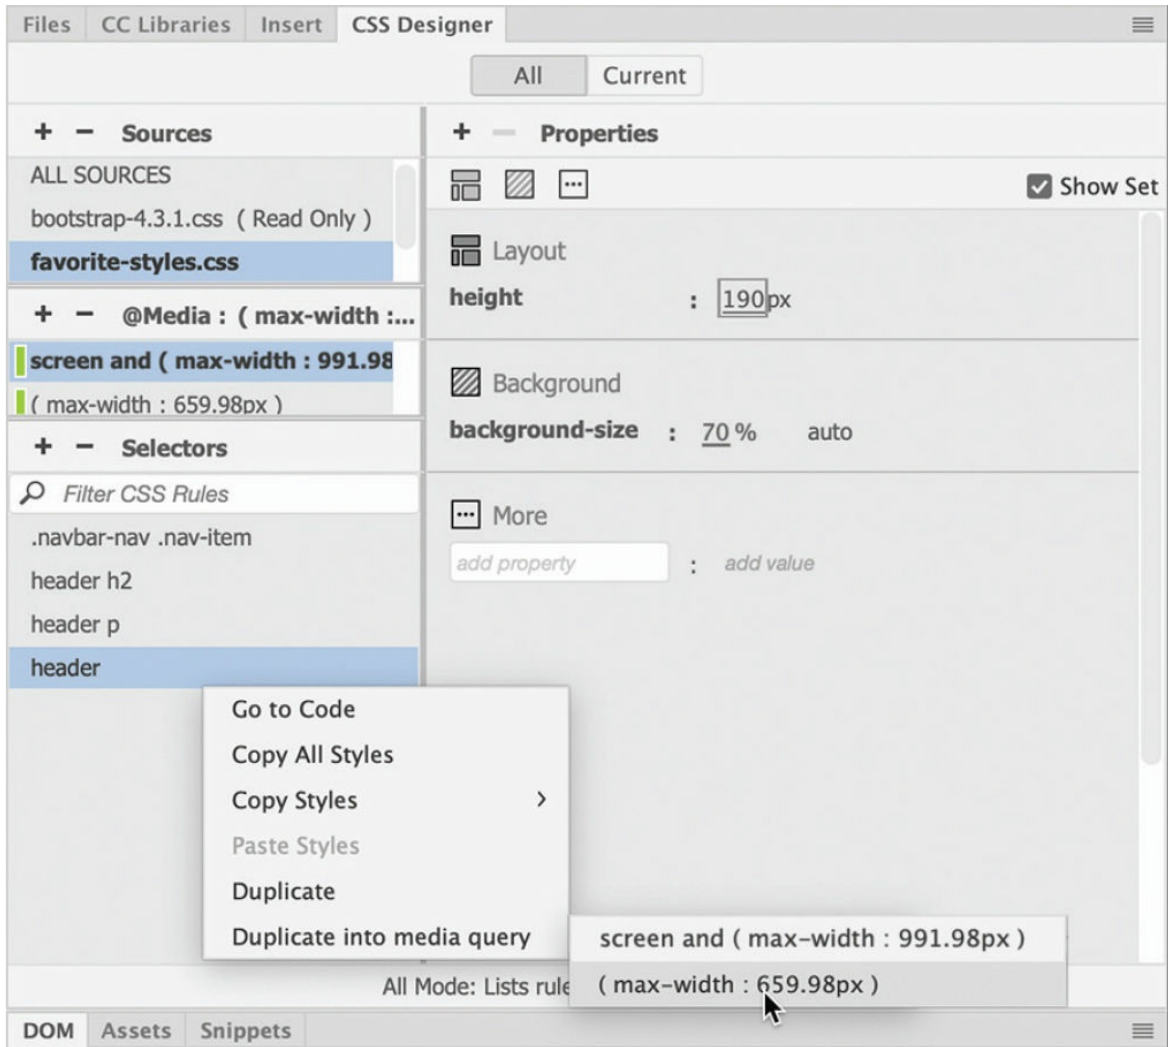 Files CC Libraries Insert CSS Designer
All Current
+ − Sources
ALL SOURCES
bootstrap-4.3.1.css ( Read Only )
favorite-styles.css
+ − @Media : ( max-width :...
screen and ( max-width : 991.98
( max-width : 659.98px )
+ − Selectors
Filter CSS Rules
.navbar-nav .nav-item
header h2
header p
header
+ − Properties
Show Set
Layout
height : 190px
Background
background-size : 70 % auto
More
add property : add value
Go to Code
Copy All Styles
Copy Styles >
Paste Styles
Duplicate
Duplicate into media query
screen and ( max-width : 991.98px )
( max-width : 659.98px )
All Mode: Lists rule
DOM Assets Snippets